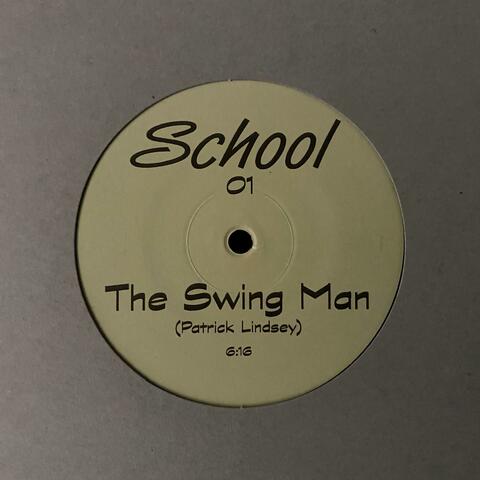 School
01
The Swing Man
(Patrick Lindsey)
6:16